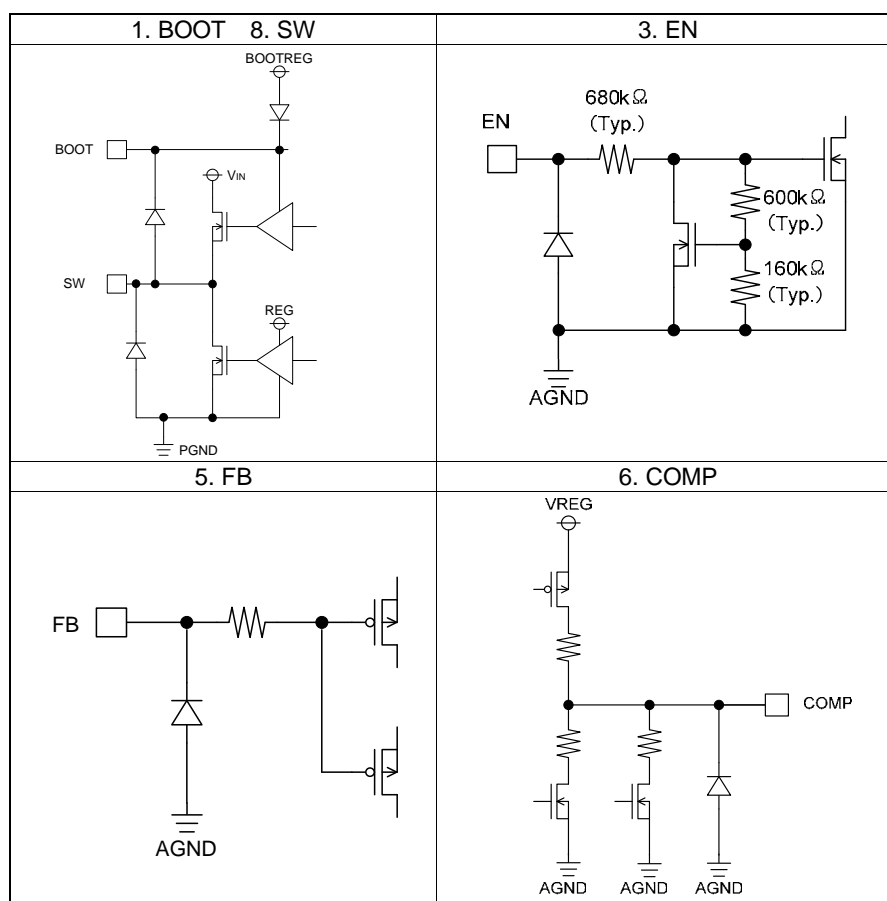 1. BOOT 8. SW
BOOTREG
BOOT
VIN
SW
REG
PGND
3. EN
EN
680kΩ
(Typ.)
600kΩ
(Typ.)
160kΩ
(Typ.)
AGND
5. FB
FB
AGND
6. COMP
VREG
COMP
AGND AGND AGND